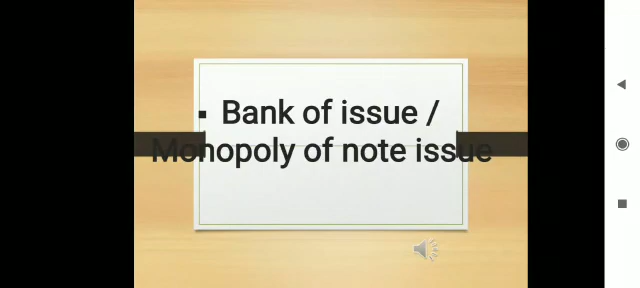 ▪ Bank of issue /
Monopoly of note issue